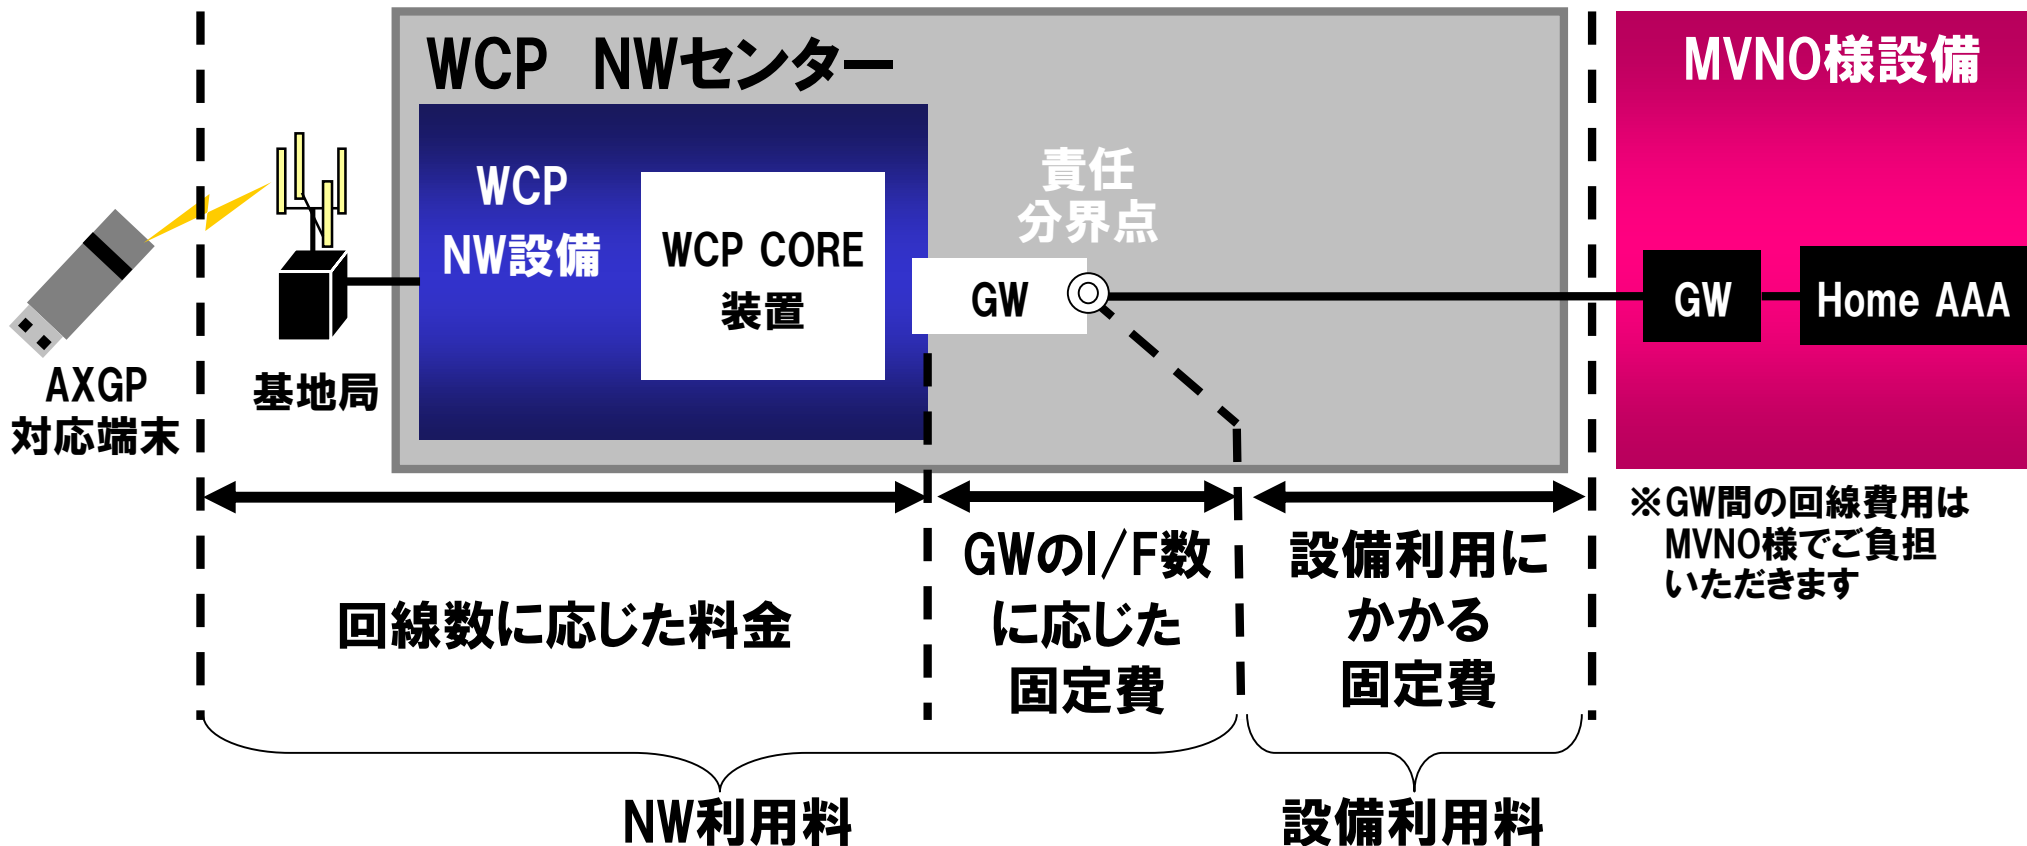 WCP　NWセンター
MVNO様設備
WCP
NW設備
WCP CORE
装置
責任
分界点
GW
GW
Home AAA
AXGP
対応端末
基地局
※GW間の回線費用は
MVNO様でご負担
いただきます
回線数に応じた料金
GWのI/F数
に応じた
固定費
設備利用に
かかる
固定費
NW利用料
設備利用料